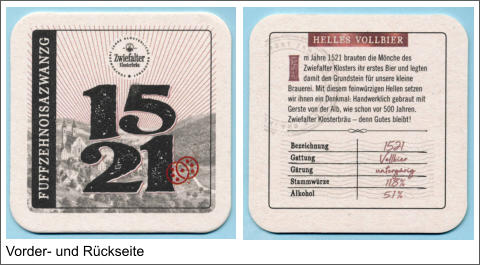 FUFFZEHNOISAZWANZG
Zwiefalter
Klosterbräu
15
21
HELLES VOLLBIER
Im Jahre 1521 brauten die Mönche des
Zwiefalter Klosters ihr erstes Bier und legten
damit den Grundstein für unsere kleine
Brauerei. Mit diesem feinwürzigen Hellen setzen
wir ihnen ein Denkmal: Handwerklich gebraut mit
Gerste von der Alb, wie schon vor 500 Jahren.
Zwiefalter Klosterbräu – denn Gutes bleibt!
Bezeichnung 1521
Gattung Vollbier
Gärung untergärig
Stammwürze 11,8%
Alkohol 5,1%
Vorder- und Rückseite